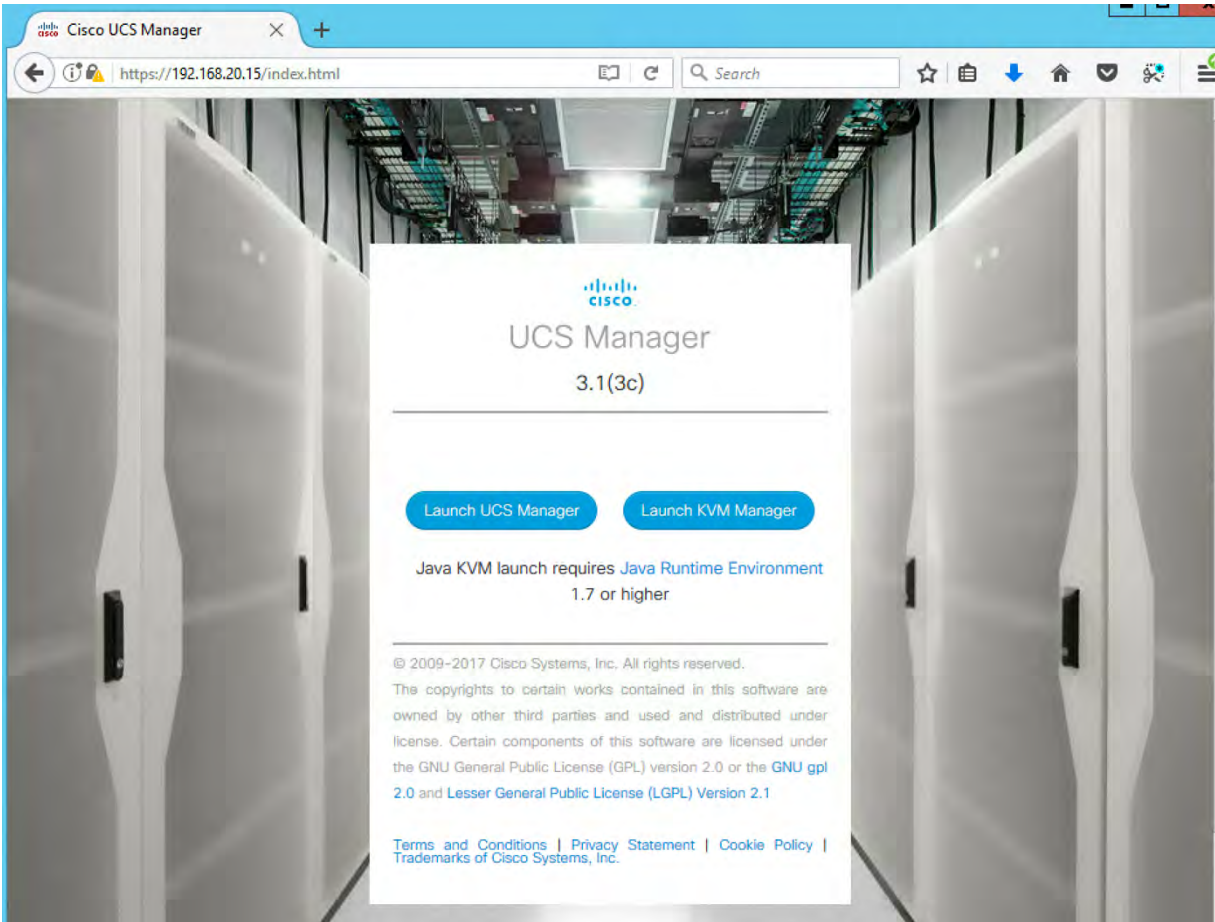 Cisco UCS Manager
https://192.168.20.15/index.html
Search
CISCO
UCS Manager
3.1(3c)
Launch UCS Manager
Launch KVM Manager
Java KVM launch requires Java Runtime Environment
1.7 or higher
© 2009-2017 Cisco Systems, Inc. All rights reserved.
The copyrights to certain works contained in this software are
owned by other third parties and used and distributed under
license. Certain components of this software are licensed under
the GNU General Public License (GPL) version 2.0 or the GNU gpl
2.0 and Lesser General Public License (LGPL) Version 2.1
Terms and Conditions | Privacy Statement | Cookie Policy |
Trademarks of Cisco Systems, Inc.